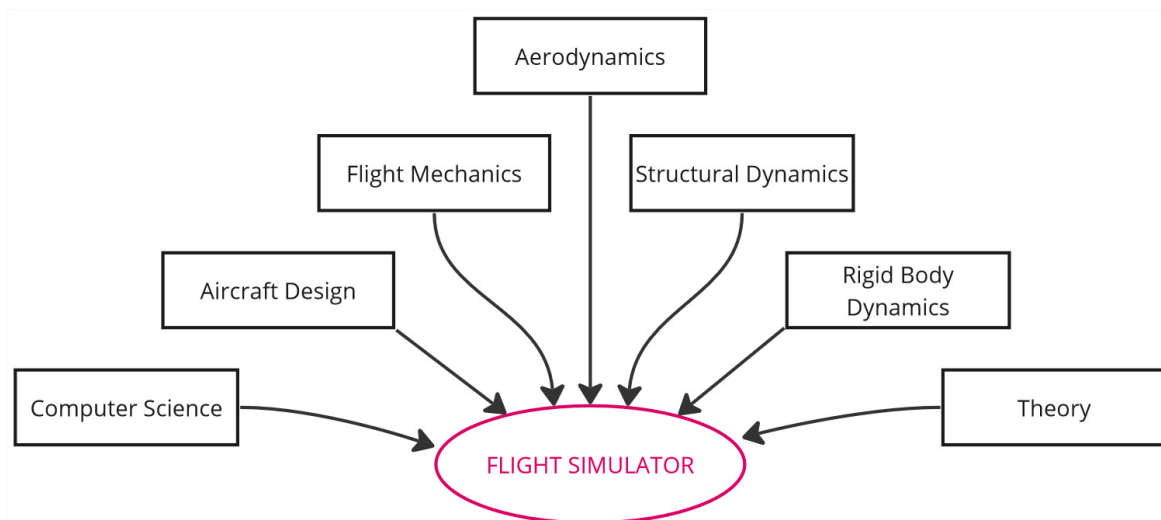 Aerodynamics
Flight Mechanics
Structural Dynamics
Aircraft Design
Rigid Body
Dynamics
Computer Science
Theory
FLIGHT SIMULATOR